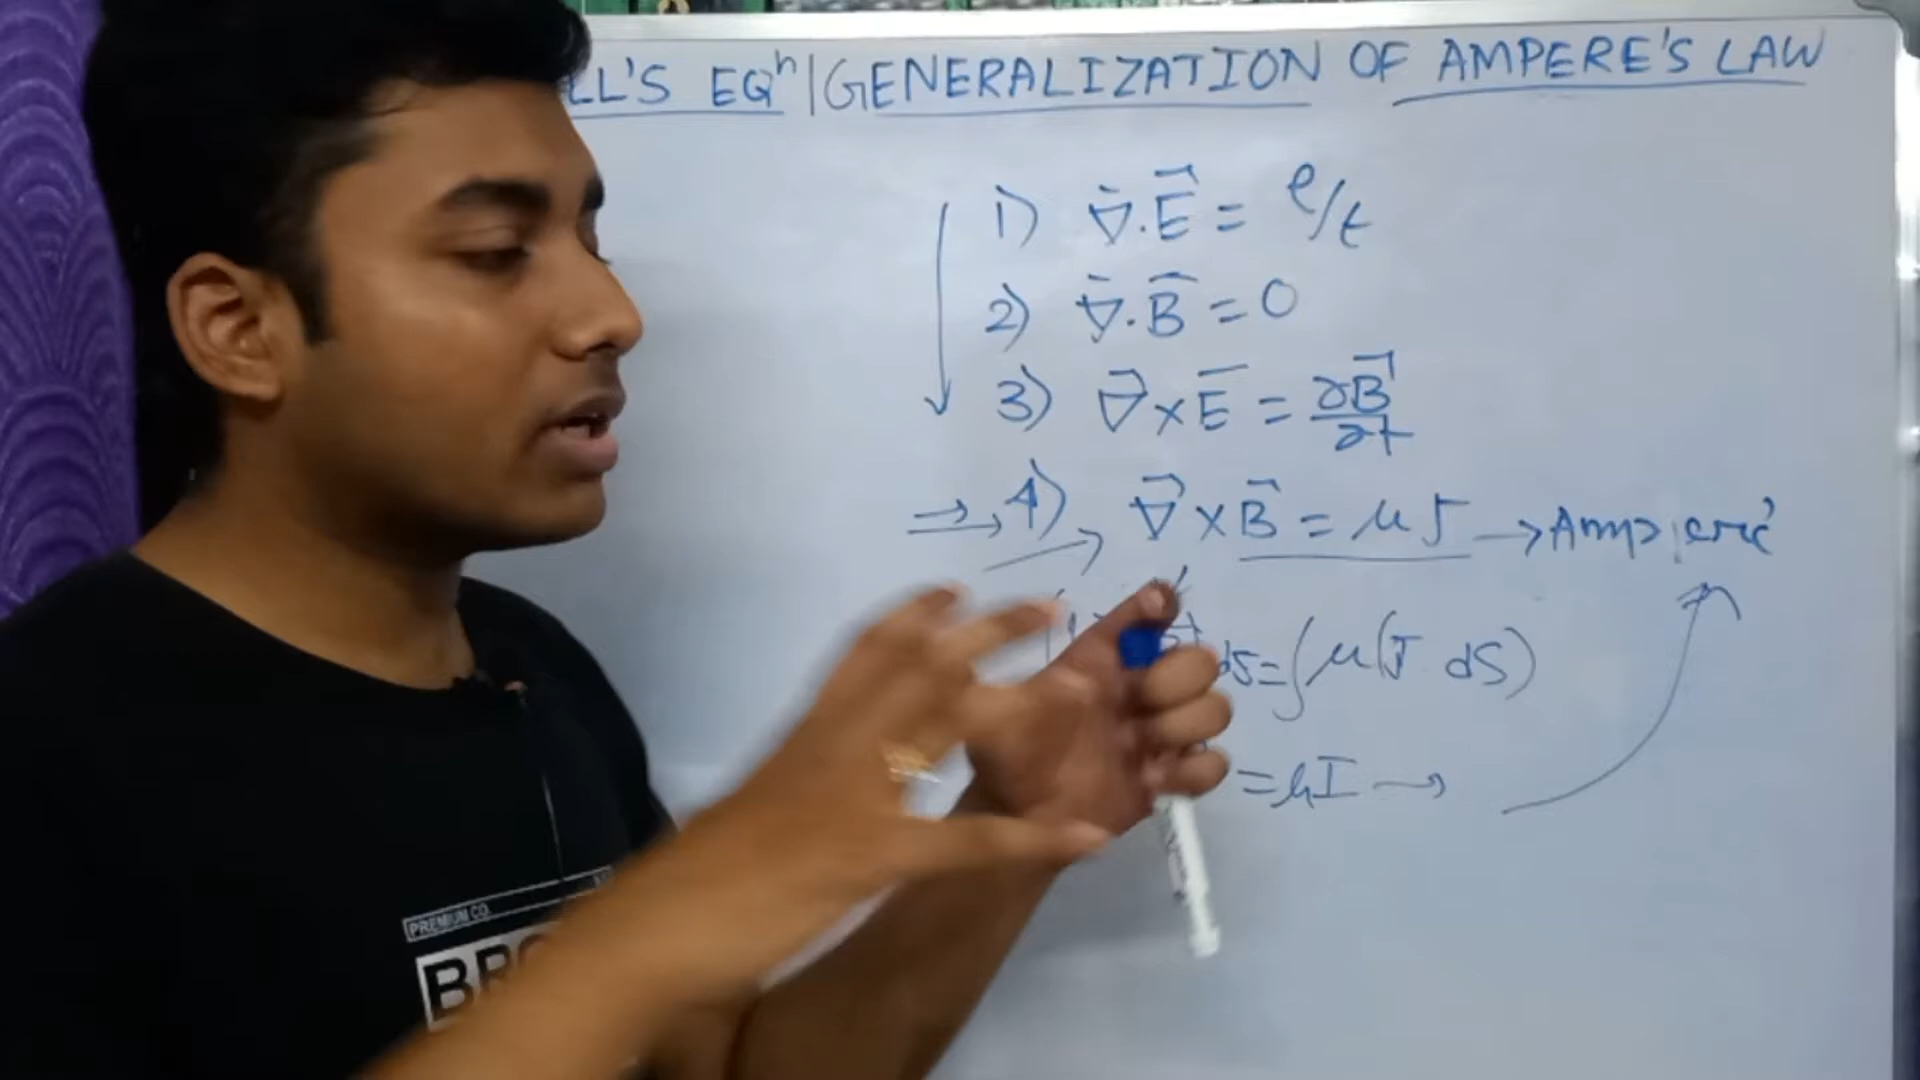 LL'S EQⁿ | GENERALIZATION OF AMPERE'S LAW
1) ∇⃗.E⃗ = ρ/ε
2) ∇⃗.B⃗ = 0
3) ∇⃗×E⃗ = ∂B⃗/∂t
4) ∇⃗×B⃗ = μJ → Ampere'
ds = ∫μ(J ds)
= μI →
PREMIUM CO.